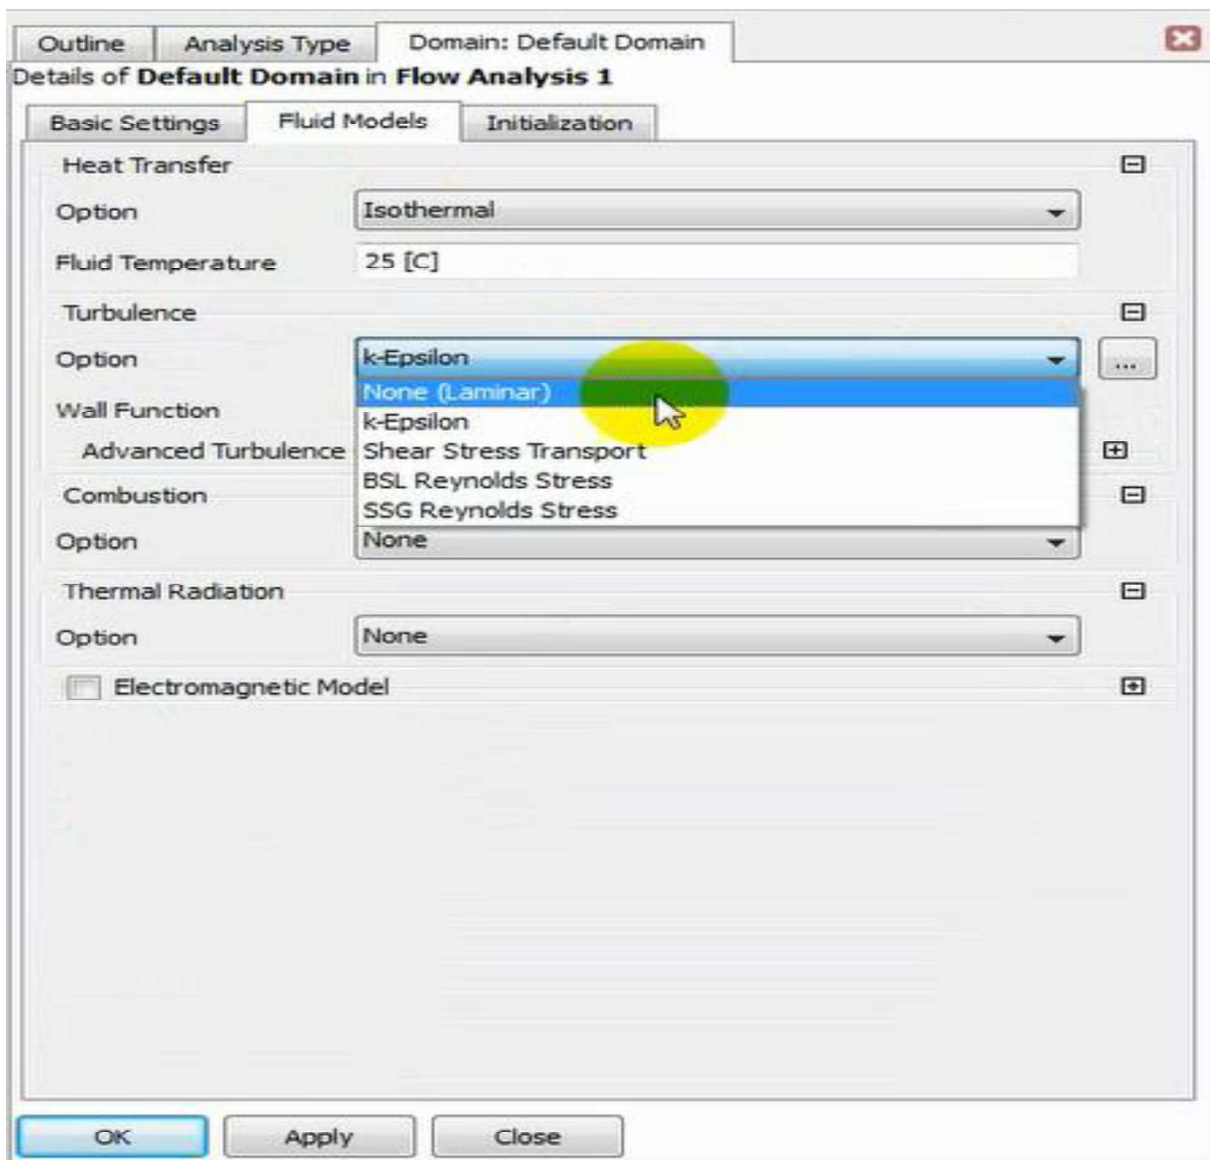 Outline Analysis Type Domain: Default Domain
Details of Default Domain in Flow Analysis 1
Basic Settings Fluid Models Initialization
Heat Transfer
Option Isothermal
Fluid Temperature 25 [C]
Turbulence
Option k-Epsilon ...
None (Laminar)
Wall Function k-Epsilon
Advanced Turbulence Shear Stress Transport
BSL Reynolds Stress
Combustion
SSG Reynolds Stress
Option None
Thermal Radiation
Option None
Electromagnetic Model
OK Apply Close